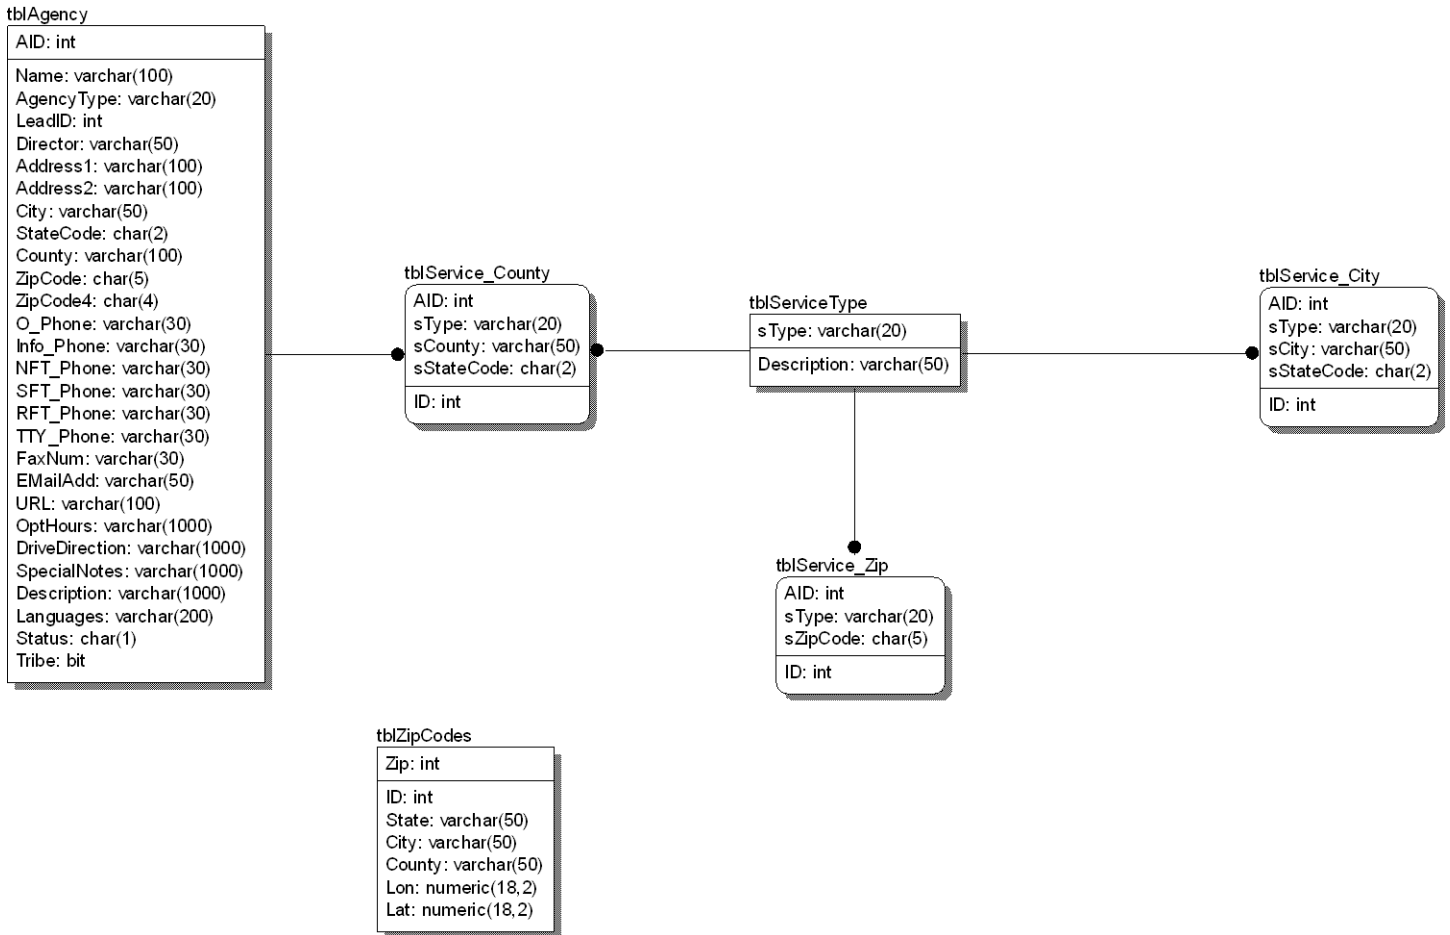 tblAgency
AID: int
Name: varchar(100)
AgencyType: varchar(20)
LeadID: int
Director: varchar(50)
Address1: varchar(100)
Address2: varchar(100)
City: varchar(50)
StateCode: char(2)
County: varchar(100)
ZipCode: char(5)
ZipCode4: char(4)
O_Phone: varchar(30)
Info_Phone: varchar(30)
NFT_Phone: varchar(30)
SFT_Phone: varchar(30)
RFT_Phone: varchar(30)
TTY_Phone: varchar(30)
FaxNum: varchar(30)
EMailAdd: varchar(50)
URL: varchar(100)
OptHours: varchar(1000)
DriveDirection: varchar(1000)
SpecialNotes: varchar(1000)
Description: varchar(1000)
Languages: varchar(200)
Status: char(1)
Tribe: bit
tblService_County
AID: int
sType: varchar(20)
sCounty: varchar(50)
sStateCode: char(2)
ID: int
tblServiceType
sType: varchar(20)
Description: varchar(50)
tblService_City
AID: int
sType: varchar(20)
sCity: varchar(50)
sStateCode: char(2)
ID: int
tblService_Zip
AID: int
sType: varchar(20)
sZipCode: char(5)
ID: int
tblZipCodes
Zip: int
ID: int
State: varchar(50)
City: varchar(50)
County: varchar(50)
Lon: numeric(18,2)
Lat: numeric(18,2)